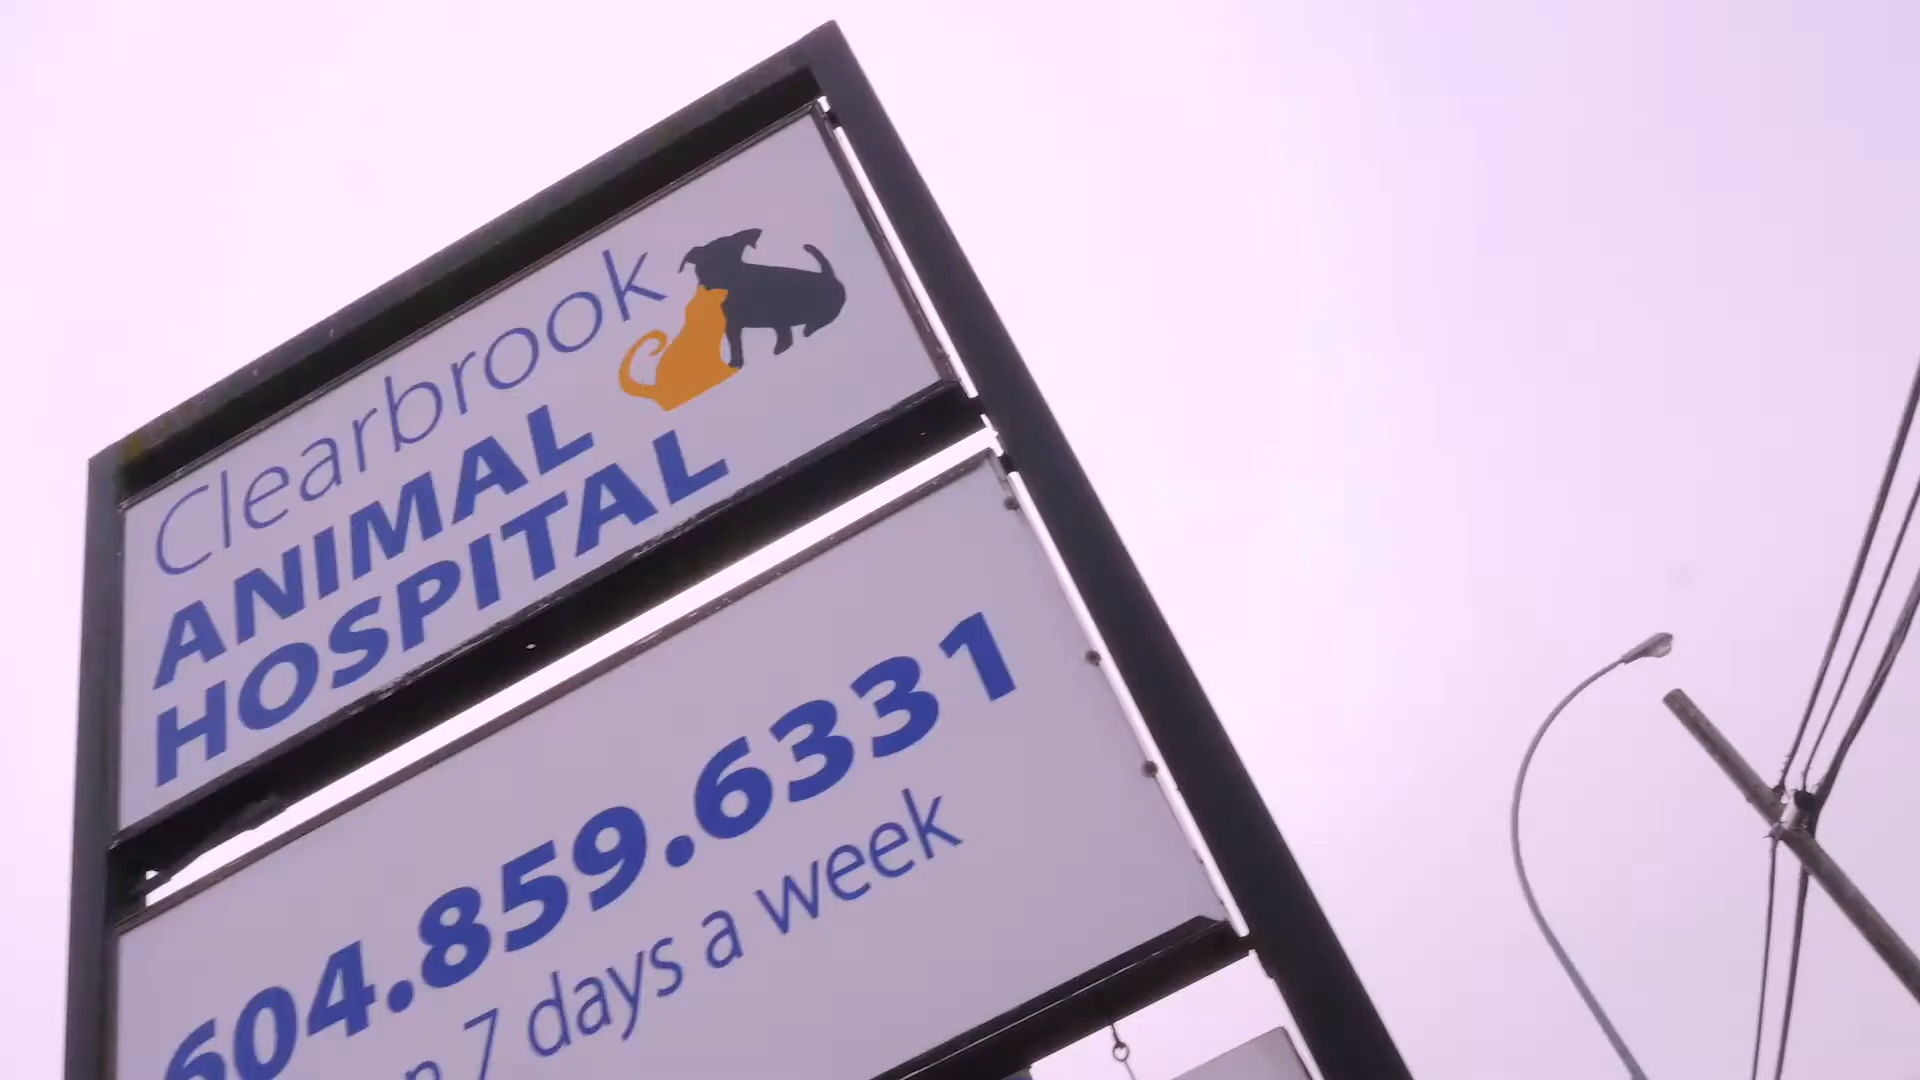 Clearbrook
ANIMAL
HOSPITAL
604.859.6331
7 days a week